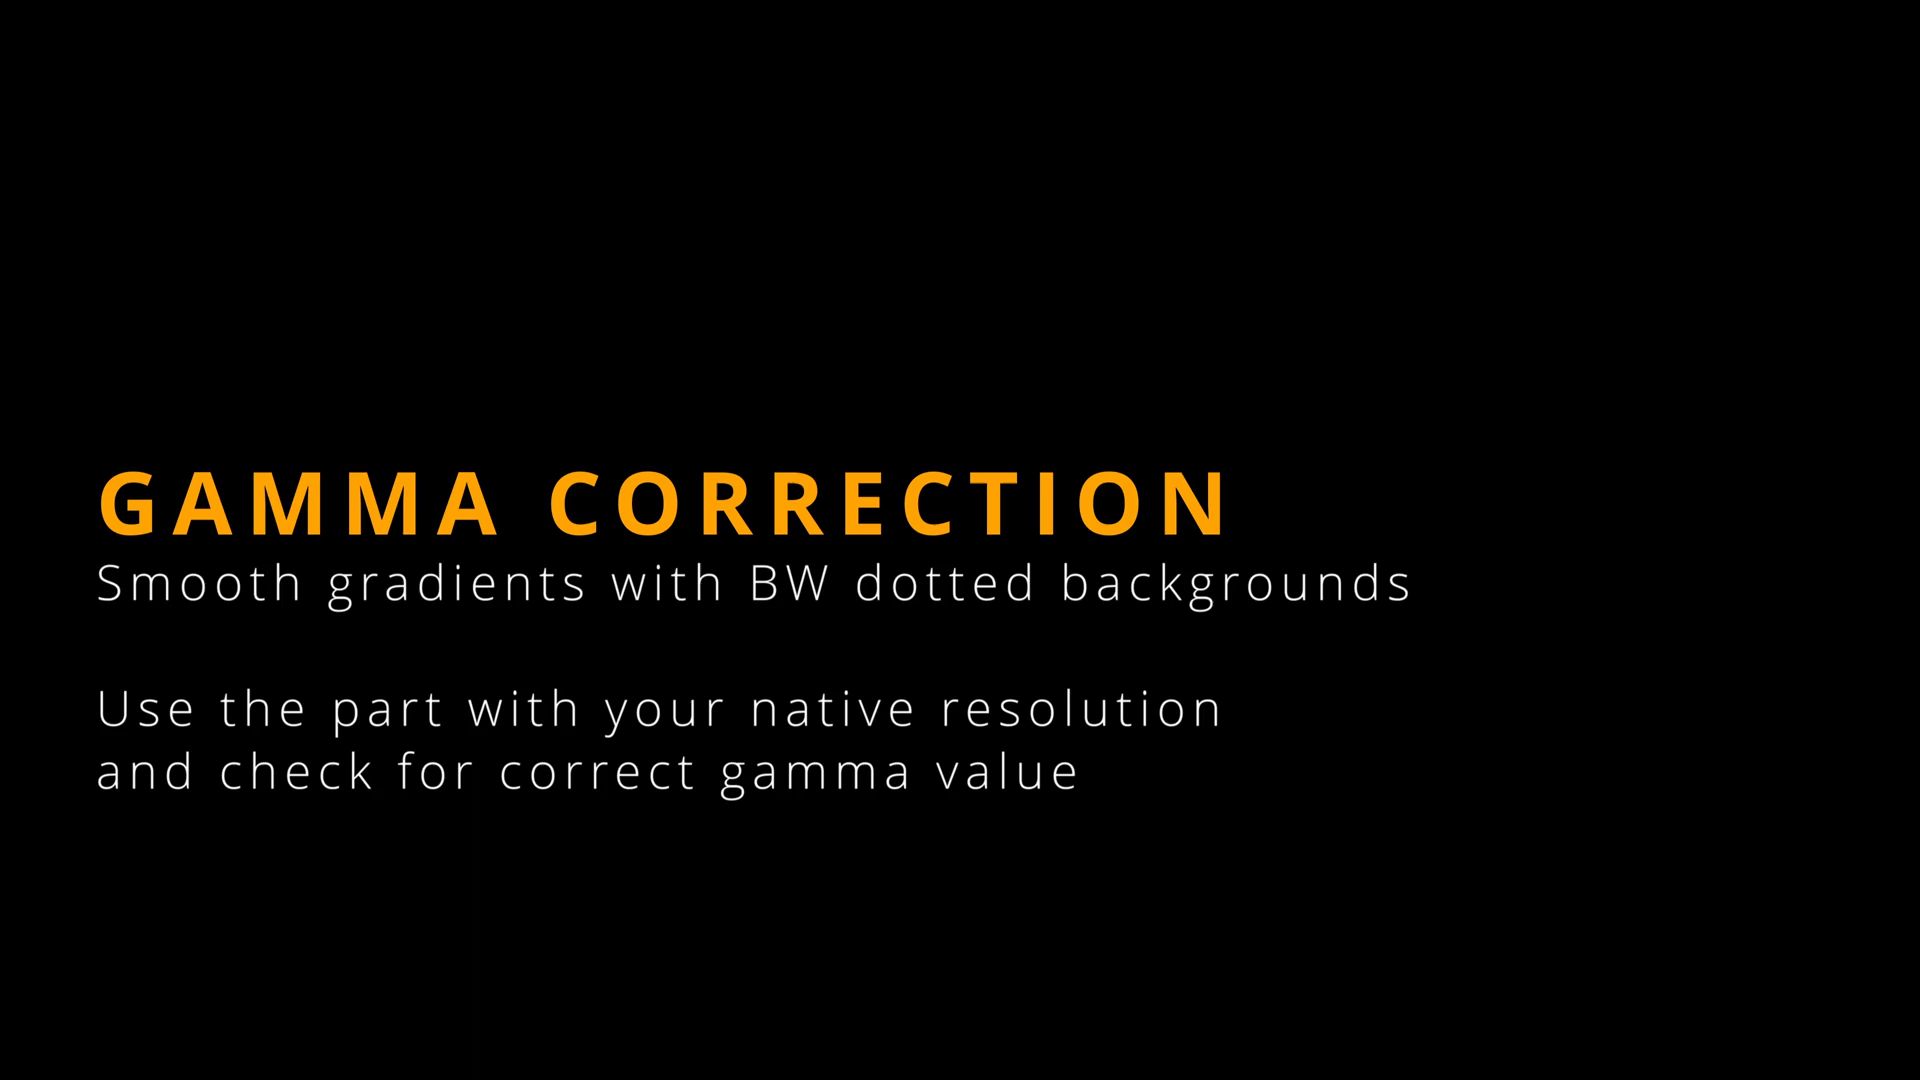 GAMMA CORRECTION
Smooth gradients with BW dotted backgrounds
Use the part with your native resolution
and check for correct gamma value